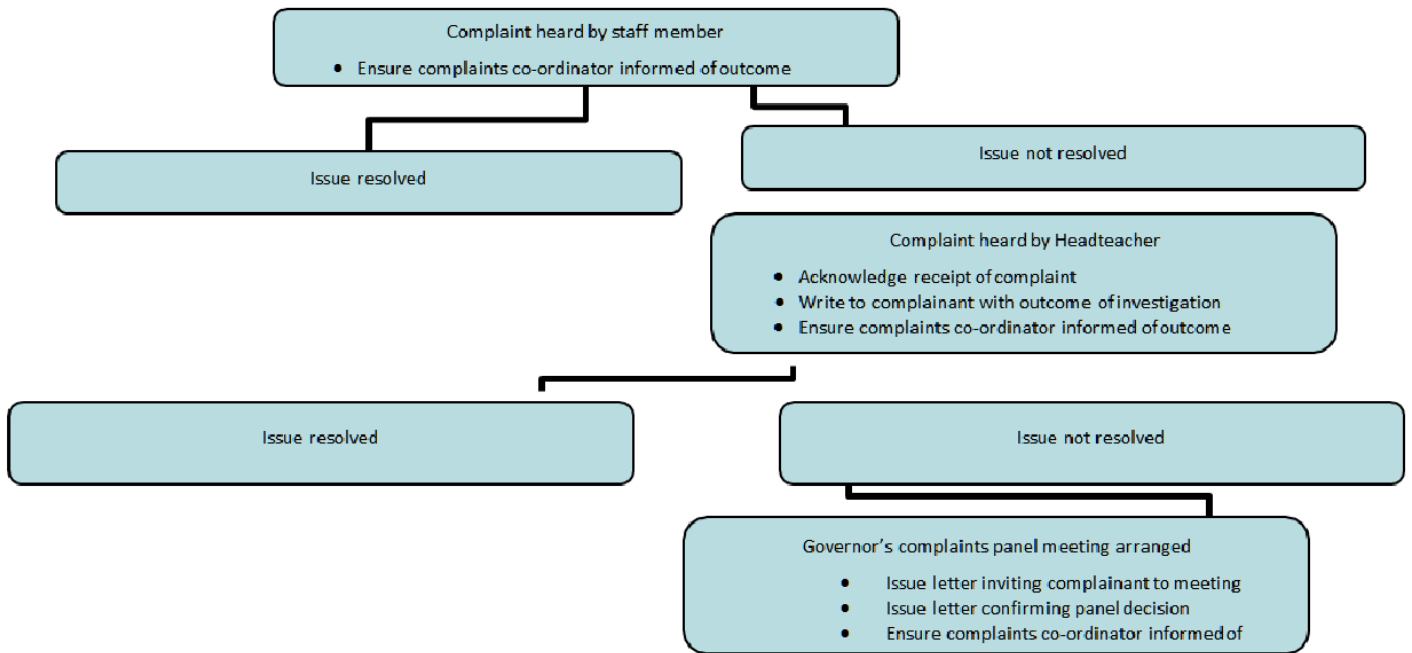 Complaint heard by staff member
• Ensure complaints co-ordinator informed of outcome
Issue resolved
Issue not resolved
Complaint heard by Headteacher
• Acknowledge receipt of complaint
• Write to complainant with outcome of investigation
• Ensure complaints co-ordinator informed of outcome
Issue resolved
Issue not resolved
Governor's complaints panel meeting arranged
• Issue letter inviting complainant to meeting
• Issue letter confirming panel decision
• Ensure complaints co-ordinator informed of